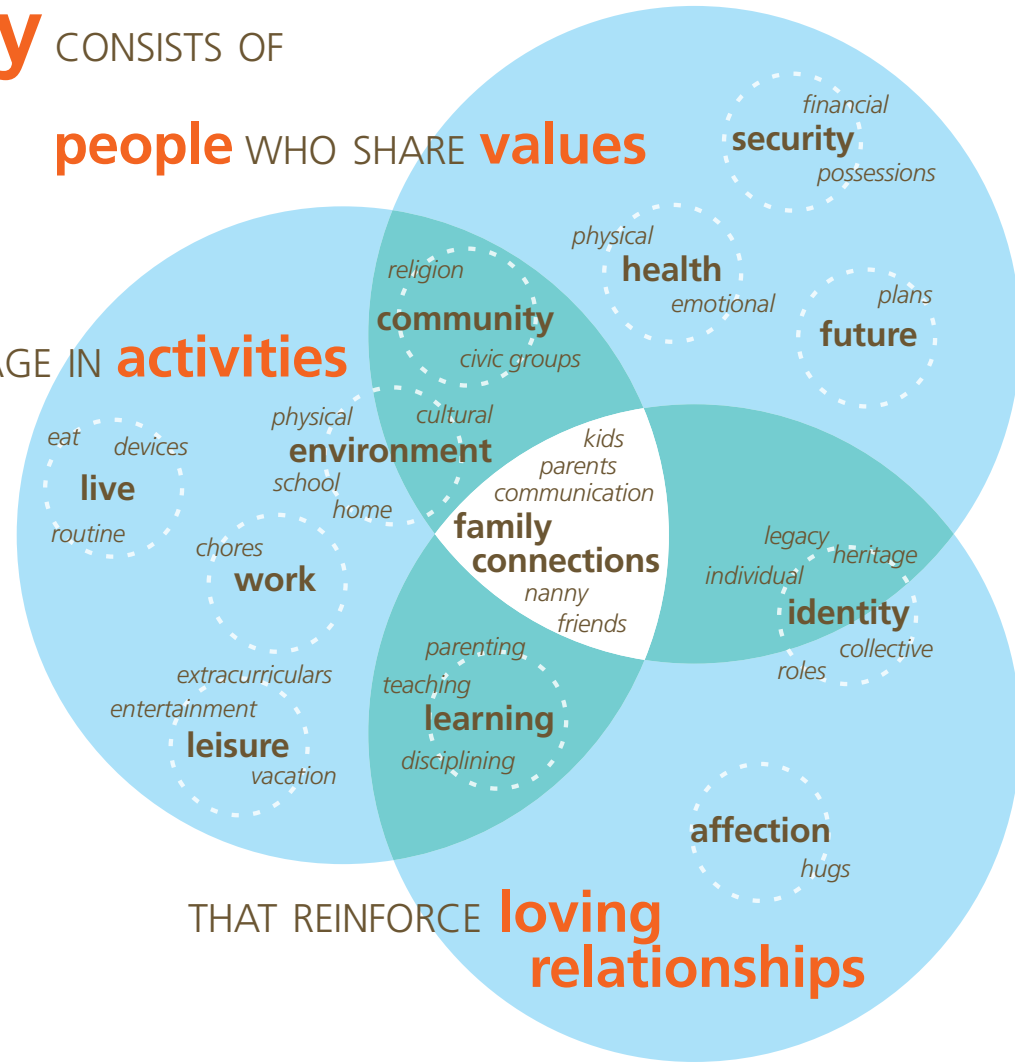 y CONSISTS OF
people WHO SHARE values
financial
security
possessions
physical
health
emotional
plans
future
religion
community
civic groups
AGE IN activities
physical
cultural
environment
school
home
eat
devices
live
routine
chores
work
extracurriculars
entertainment
leisure
vacation
kids
parents
communication
family
connections
nanny
friends
legacy
heritage
individual
identity
collective
roles
parenting
teaching
learning
disciplining
affection
hugs
THAT REINFORCE loving
relationships